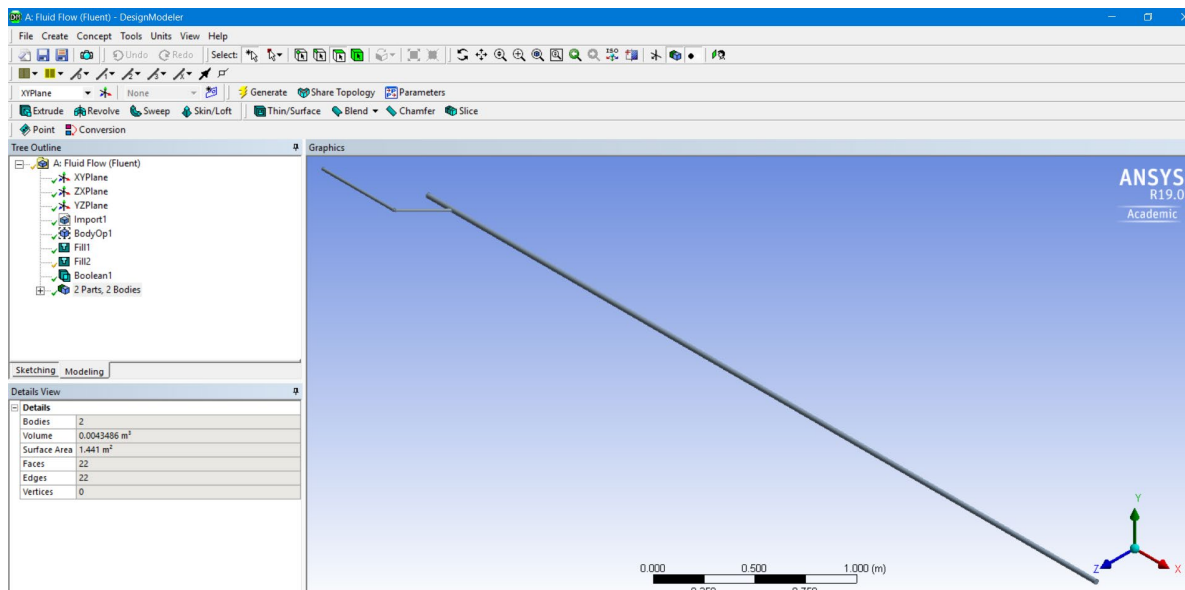 A: Fluid Flow (Fluent) - DesignModeler
File Create Concept Tools Units View Help
Undo Redo Select:
XYPlane None Generate Share Topology Parameters
Extrude Revolve Sweep Skin/Loft Thin/Surface Blend Chamfer Slice
Point Conversion
Tree Outline
A: Fluid Flow (Fluent)
XYPlane
ZXPlane
YZPlane
Import1
BodyOp1
Fill1
Fill2
Boolean1
2 Parts, 2 Bodies
Sketching Modeling
Details View
Details
Bodies 2
Volume 0.0043486 m³
Surface Area 1.441 m²
Faces 22
Edges 22
Vertices 0
Graphics
ANSYS
R19.0
Academic
0.000 0.500 1.000 (m)
0.250 0.750
Y
Z
X